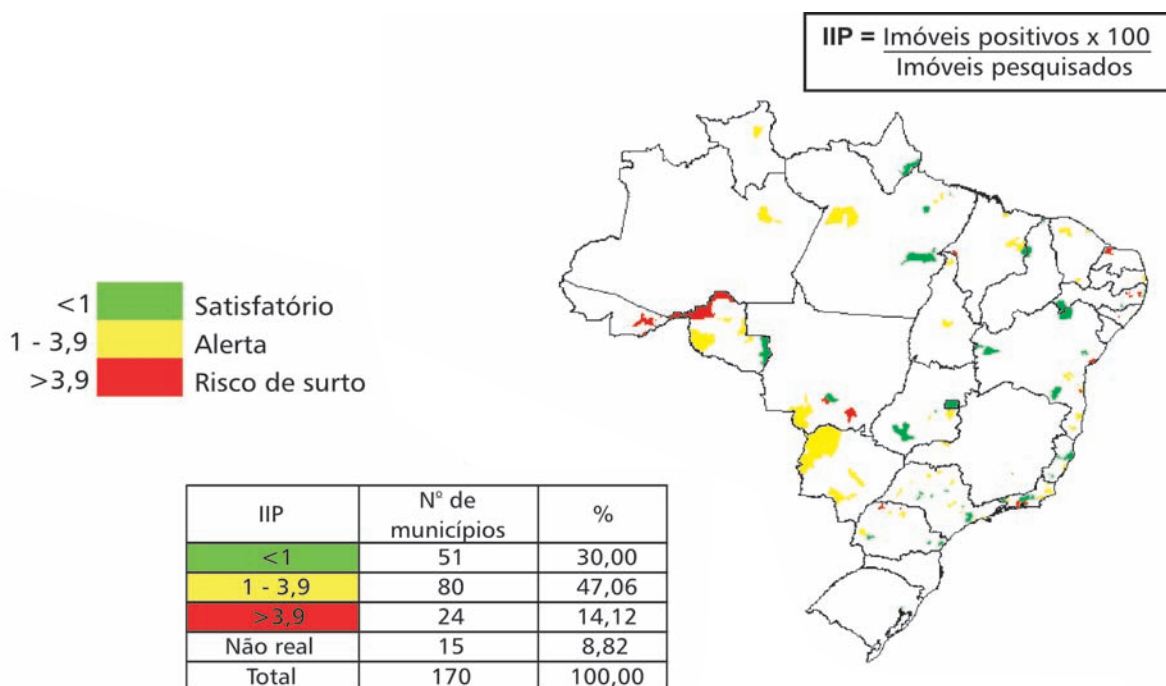 IIP = Imóveis positivos x 100
Imóveis pesquisados
<1 Satisfatório
1 - 3,9 Alerta
>3,9 Risco de surto
IIP Nº de municípios %
<1 51 30,00
1 - 3,9 80 47,06
>3,9 24 14,12
Não real 15 8,82
Total 170 100,00